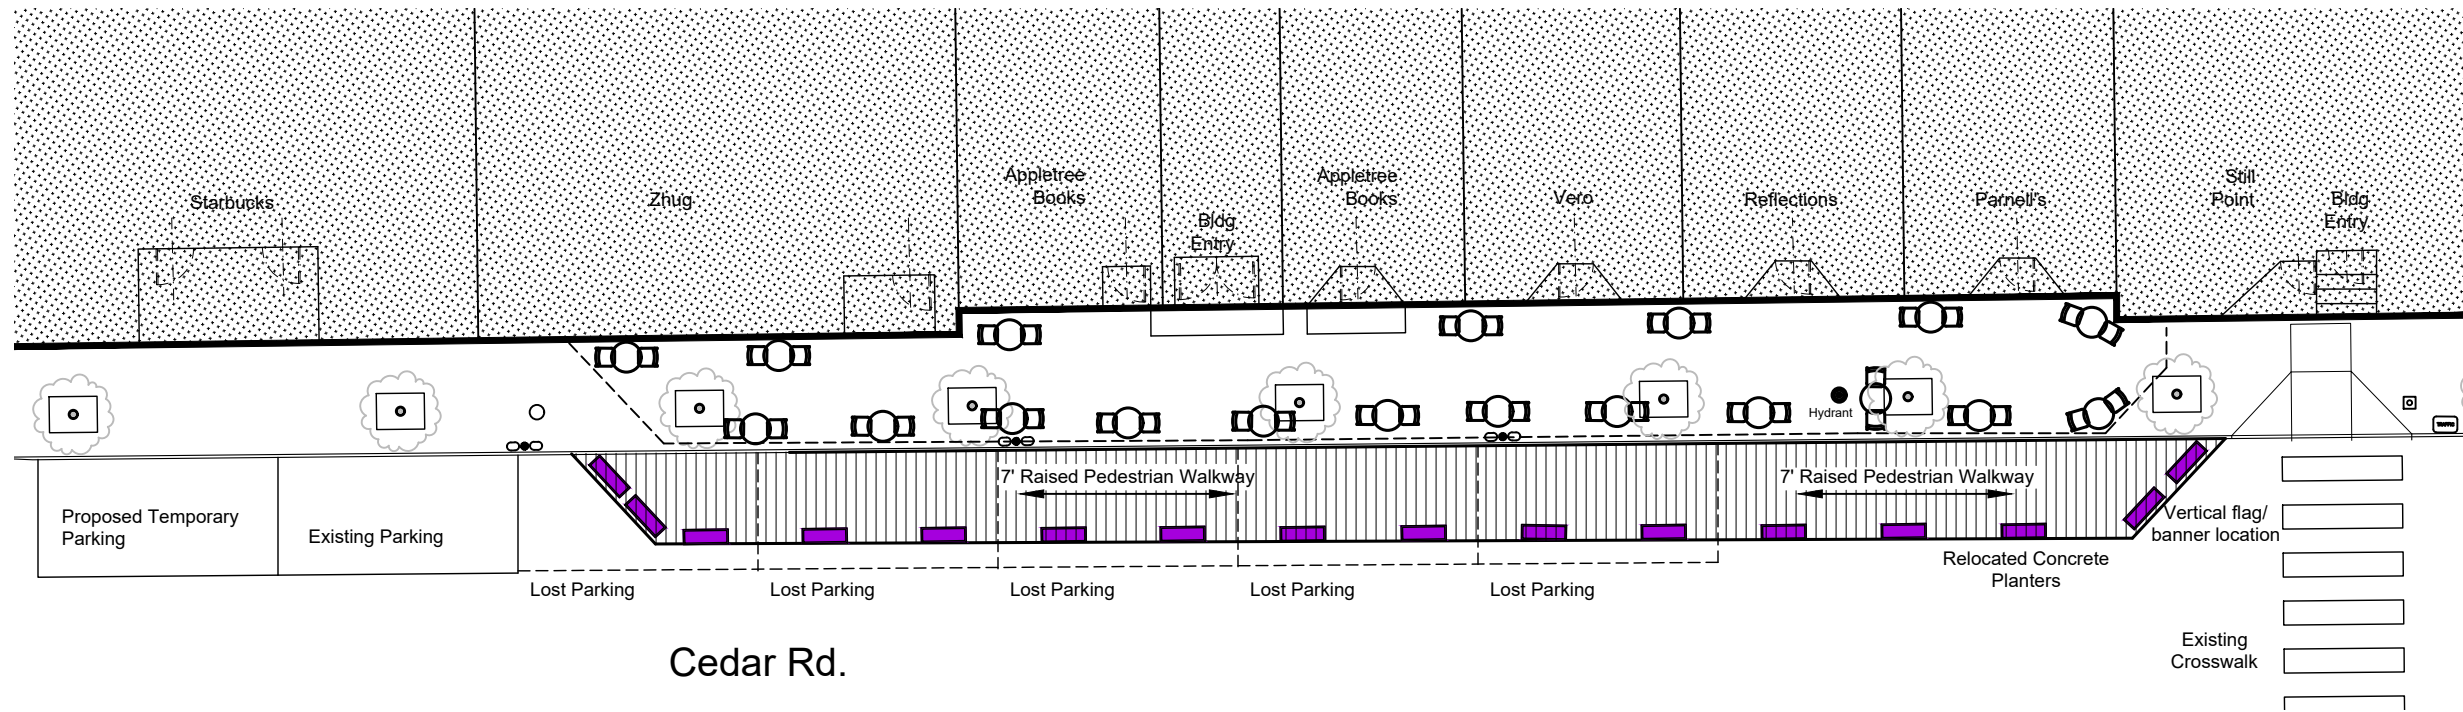 Starbucks
Zhug
Appletree
Books
Bldg
Entry
Appletree
Books
Vero
Reflections
Parnell's
Still
Point
Bldg
Entry
Hydrant
TRAFFIC
7' Raised Pedestrian Walkway
7' Raised Pedestrian Walkway
Proposed Temporary
Parking
Existing Parking
Vertical flag/
banner location
Relocated Concrete
Planters
Lost Parking
Lost Parking
Lost Parking
Lost Parking
Lost Parking
Existing
Crosswalk
Cedar Rd.